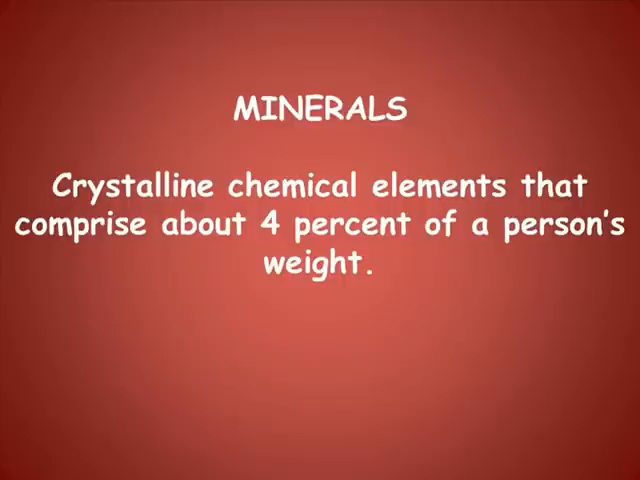 MINERALS
Crystalline chemical elements that
comprise about 4 percent of a person's
weight.